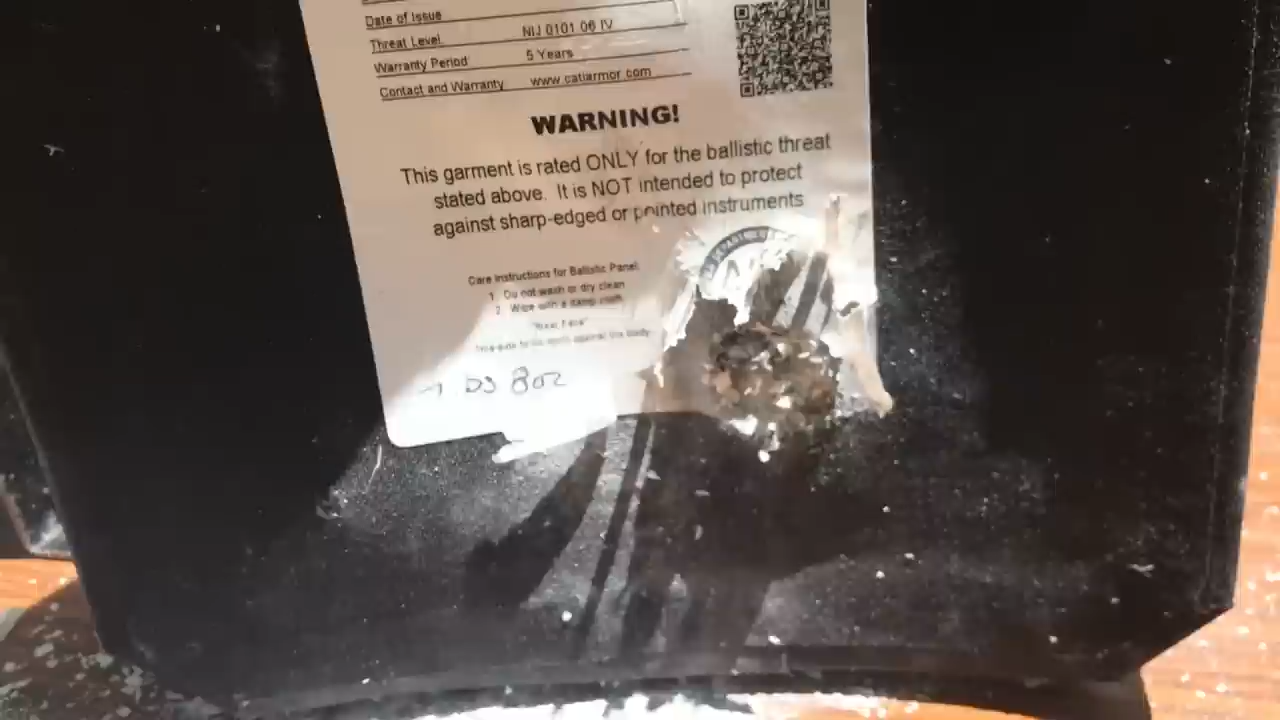 Date of Issue
Threat Level NIJ 0101 06 IV
Warranty Period 5 Years
Contact and Warranty www.catiarmor.com
WARNING!
This garment is rated ONLY for the ballistic threat
stated above. It is NOT intended to protect
against sharp-edged or pointed instruments
Care Instructions for Ballistic Panel:
1. Do not wash or dry clean
2. Wipe with a damp cloth